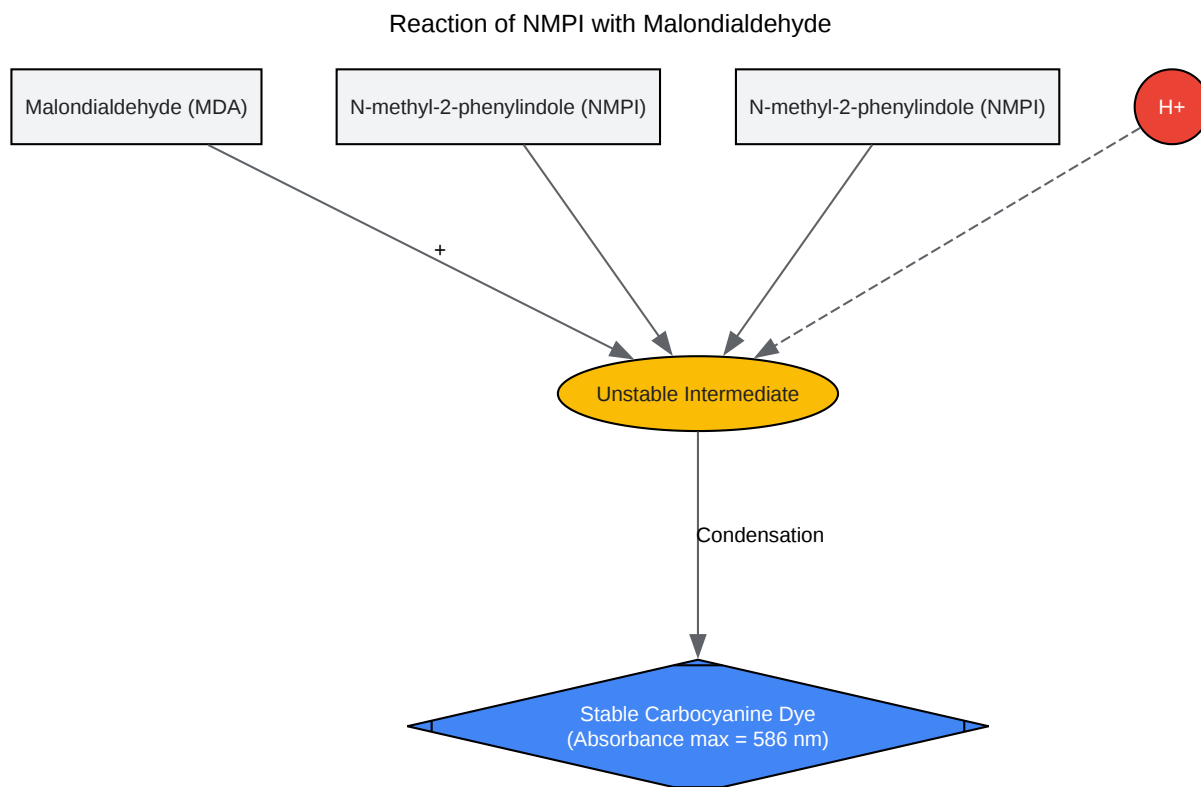 Reaction of NMPI with Malondialdehyde
Malondialdehyde (MDA)
N-methyl-2-phenylindole (NMPI)
N-methyl-2-phenylindole (NMPI)
H+
+
Unstable Intermediate
Condensation
Stable Carbocyanine Dye
(Absorbance max = 586 nm)